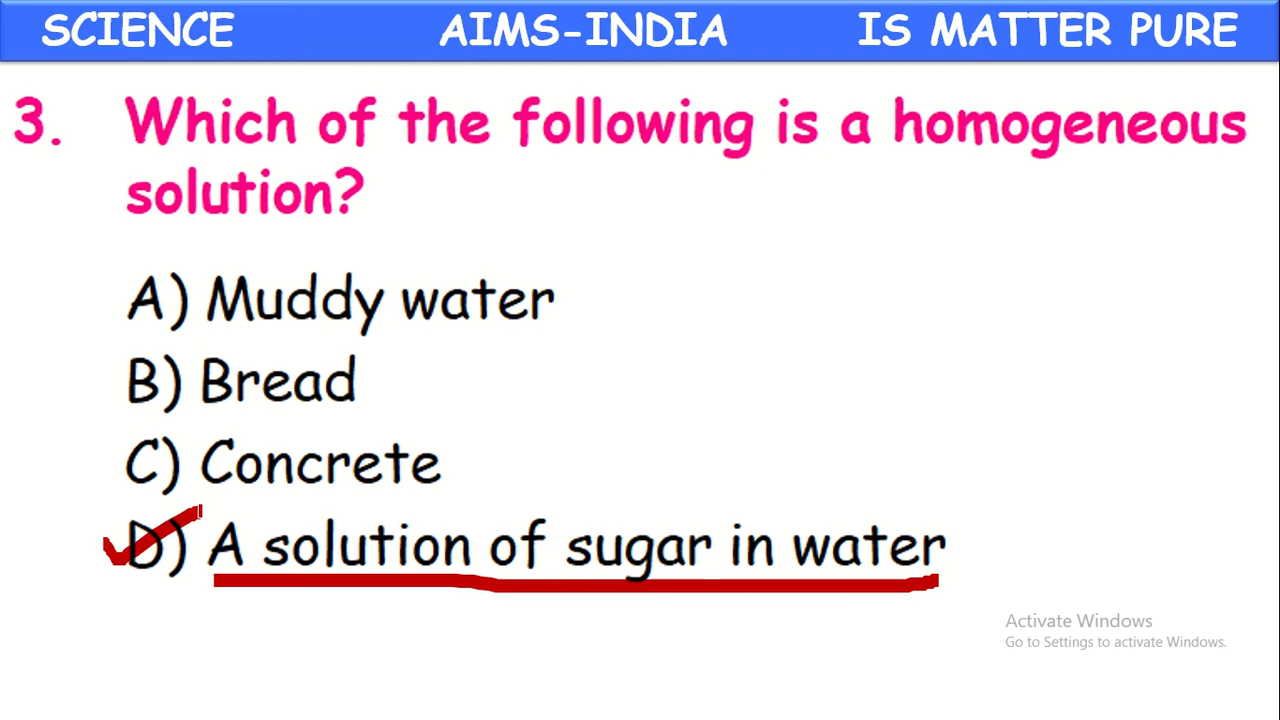 SCIENCE AIMS-INDIA IS MATTER PURE
3. Which of the following is a homogeneous
solution?
A) Muddy water
B) Bread
C) Concrete
D) A solution of sugar in water
Activate Windows
Go to Settings to activate Windows.